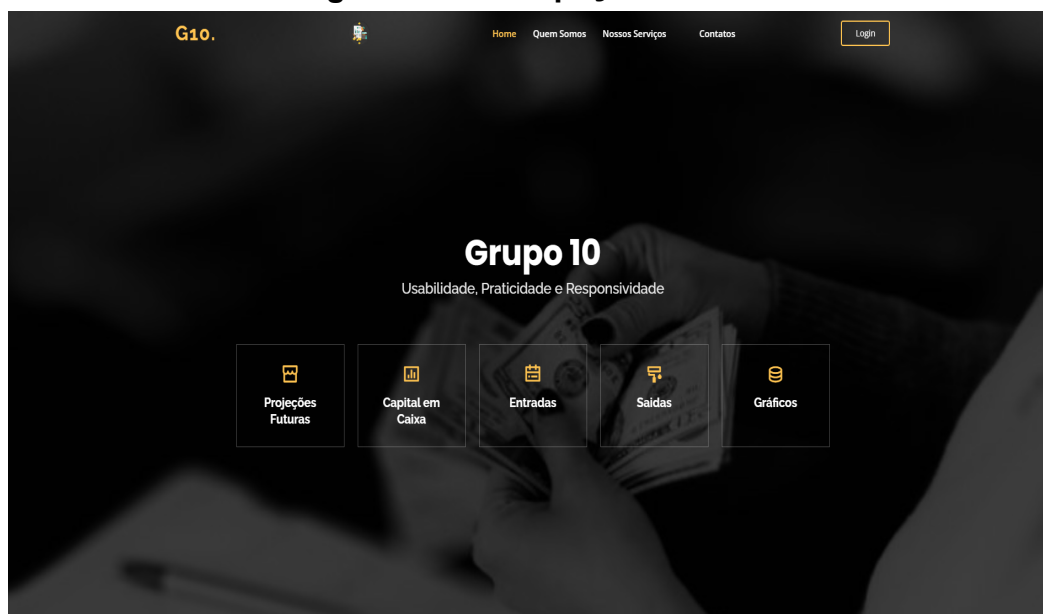 G10.
Home Quem Somos Nossos Serviços Contatos Login
Grupo 10
Usabilidade, Praticidade e Responsividade
Projeções
Futuras
Capital em
Caixa
Entradas
Saidas
Gráficos